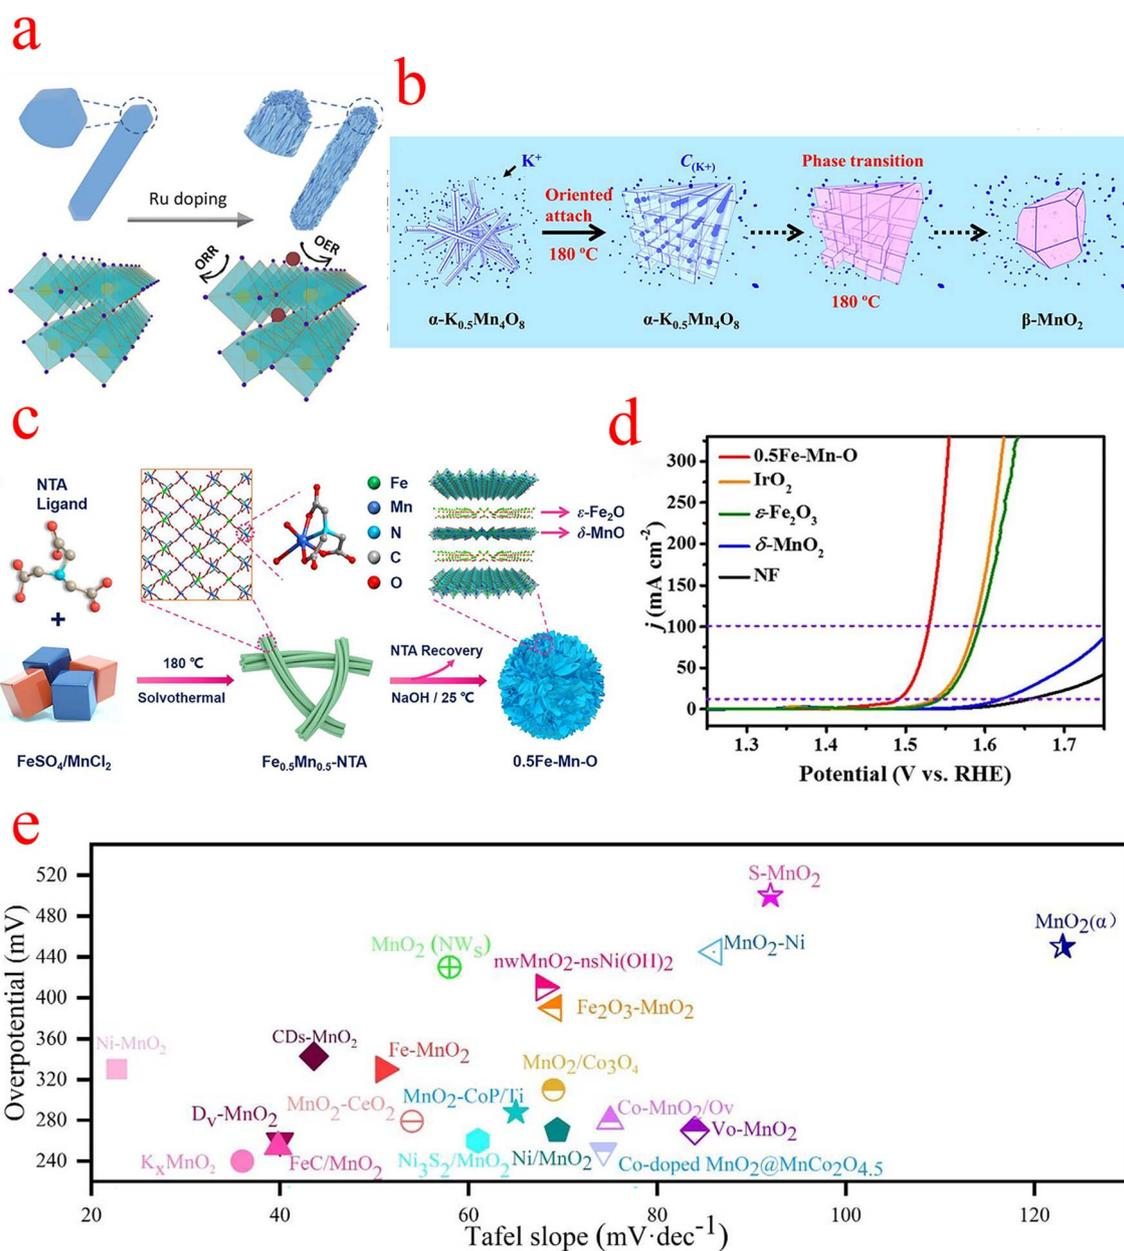 a
Ru doping
ORR
OER
b
K⁺
C(K+)
Phase transition
Oriented
attach
180 ºC
180 ºC
α-K₀.₅Mn₄O₈
α-K₀.₅Mn₄O₈
β-MnO₂
c
NTA
Ligand
+
FeSO₄/MnCl₂
180 ℃
Solvothermal
Fe₀.₅Mn₀.₅-NTA
Fe
Mn
N
C
O
NTA Recovery
NaOH / 25 ℃
ε-Fe₂O
δ-MnO
0.5Fe-Mn-O
d
j (mA cm⁻²)
300
250
200
150
100
50
0
0.5Fe-Mn-O
IrO₂
ε-Fe₂O₃
δ-MnO₂
NF
1.3 1.4 1.5 1.6 1.7
Potential (V vs. RHE)
e
Overpotential (mV)
520
480
440
400
360
320
280
240
S-MnO₂
MnO₂(α)
MnO₂ (NWₛ)
MnO₂-Ni
nwMnO2-nsNi(OH)2
Fe₂O₃-MnO₂
Ni-MnO₂
CDs-MnO₂
Fe-MnO₂
MnO₂/Co₃O₄
MnO₂-CoP/Ti
MnO₂-CeO₂
Dᵥ-MnO₂
Co-MnO₂/Ov
Vo-MnO₂
KₓMnO₂
FeC/MnO₂
Ni₃S₂/MnO₂
Ni/MnO₂
Co-doped MnO₂@MnCo₂O₄.₅
20 40 60 80 100 120
Tafel slope (mV·dec⁻¹)